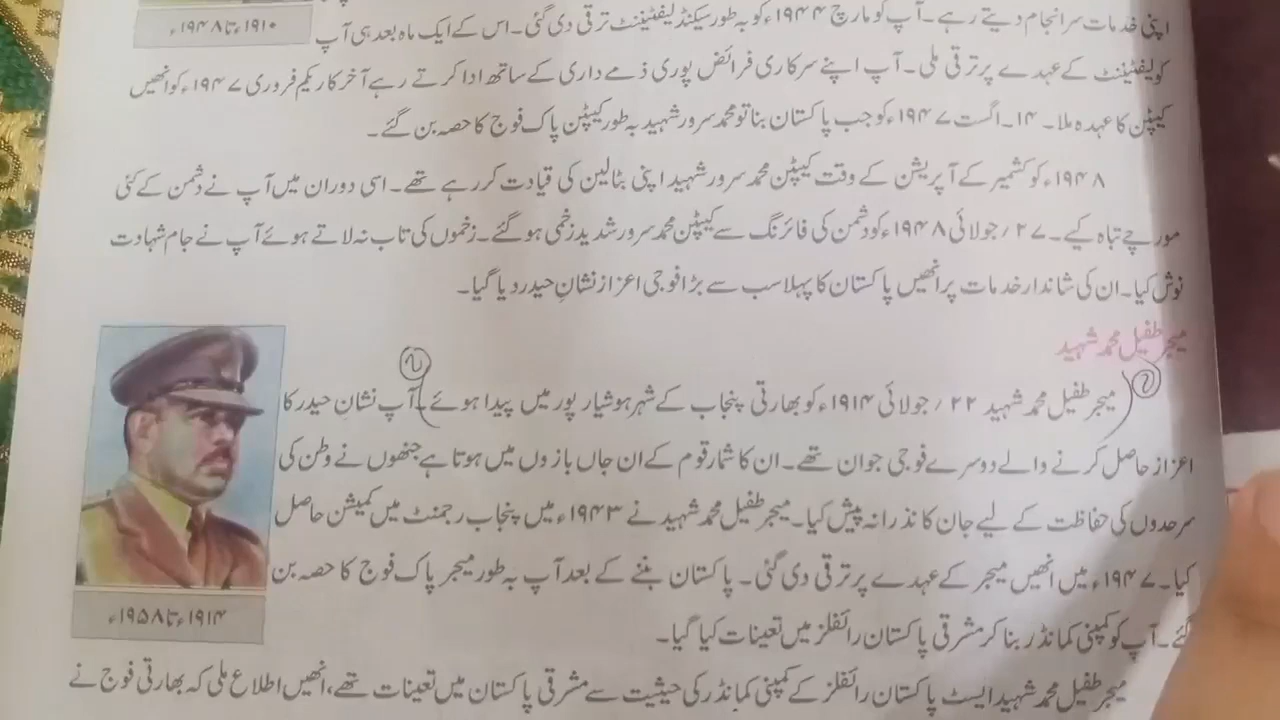 اپنی خدمات سرانجام دیتے رہے۔ آپ کو مارچ ۱۹۴۴ء کو بہ طور سیکنڈ لیفٹیننٹ ترقی دی گئی۔ اس کے ایک ماہ بعد ہی آپ
۱۹۱۰ء تا ۱۹۴۸ء
کو لیفٹیننٹ کے عہدے پر ترقی ملی۔ آپ اپنے سرکاری فرائض پوری ذمے داری کے ساتھ ادا کرتے رہے آخر کار یکم فروری ۱۹۴۷ء کو انھیں
کیپٹن کا عہدہ ملا۔ ۱۴۔ اگست ۱۹۴۷ء کو جب پاکستان بنا تو محمد سرور شہید بہ طور کیپٹن پاک فوج کا حصہ بن گئے۔
۱۹۴۸ء کو کشمیر کے آپریشن کے وقت کیپٹن محمد سرور شہید اپنی بٹالین کی قیادت کر رہے تھے۔ اسی دوران میں آپ نے دشمن کے کئی
مورچے تباہ کیے۔ ۲۷؍ جولائی ۱۹۴۸ء کو دشمن کی فائرنگ سے کیپٹن محمد سرور شدید زخمی ہو گئے۔ زخموں کی تاب نہ لاتے ہوئے آپ نے جام شہادت
نوش کیا۔ ان کی شاندار خدمات پر انھیں پاکستان کا پہلا سب سے بڑا فوجی اعزاز نشانِ حیدر دیا گیا۔
میجر طفیل محمد شہید
میجر طفیل محمد شہید ۲۲؍ جولائی ۱۹۱۴ء کو بھارتی پنجاب کے شہر ہوشیار پور میں پیدا ہوئے۔ آپ نشانِ حیدر کا
اعزاز حاصل کرنے والے دوسرے فوجی جوان تھے۔ ان کا شمار قوم کے ان جاں بازوں میں ہوتا ہے جنھوں نے وطن کی
سرحدوں کی حفاظت کے لیے جان کا نذرانہ پیش کیا۔ میجر طفیل محمد شہید نے ۱۹۴۳ء میں پنجاب رجمنٹ میں کمیشن حاصل
کیا۔ ۱۹۴۷ء میں انھیں میجر کے عہدے پر ترقی دی گئی۔ پاکستان بننے کے بعد آپ بہ طور میجر پاک فوج کا حصہ بن
۱۹۱۴ء تا ۱۹۵۸ء
گئے۔ آپ کو کمپنی کمانڈر بنا کر مشرقی پاکستان رائفلز میں تعینات کیا گیا۔
میجر طفیل محمد شہید ایسٹ پاکستان رائفلز کے کمپنی کمانڈر کی حیثیت سے مشرقی پاکستان میں تعینات تھے، انھیں اطلاع ملی کہ بھارتی فوج نے